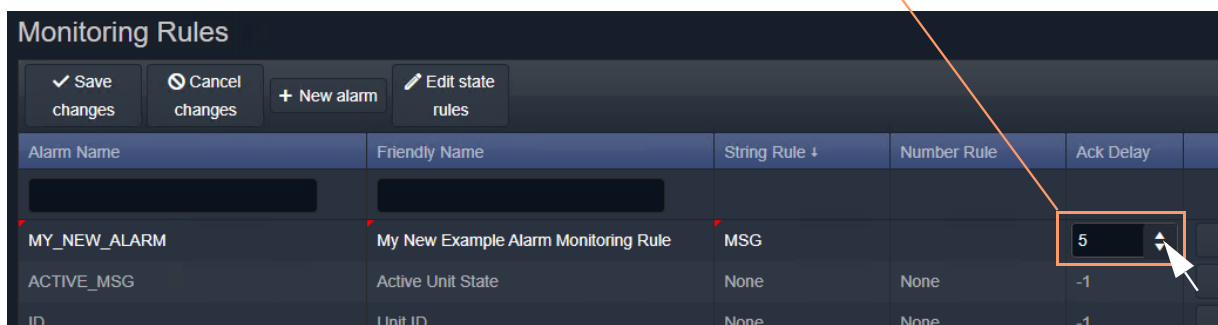 Monitoring Rules
Save changes
Cancel changes
+ New alarm
Edit state rules
Alarm Name Friendly Name String Rule ↓ Number Rule Ack Delay
MY_NEW_ALARM My New Example Alarm Monitoring Rule MSG 5
ACTIVE_MSG Active Unit State None None -1
ID Unit ID None None -1